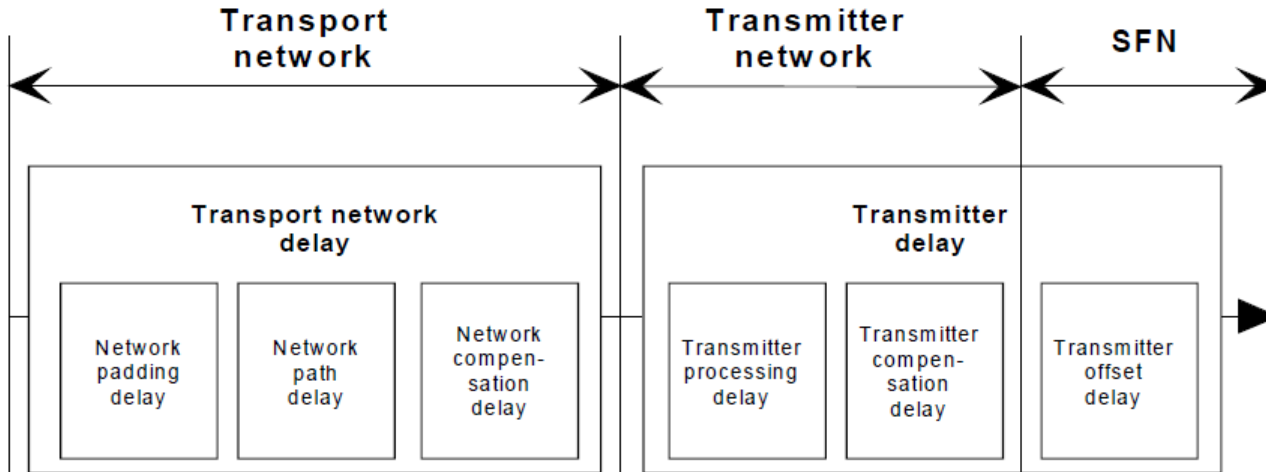 Transport
network
Transmitter
network
SFN
Transport network
delay
Transmitter
delay
Network
padding
delay
Network
path
delay
Network
compen-
sation
delay
Transmitter
processing
delay
Transmitter
compen-
sation
delay
Transmitter
offset
delay